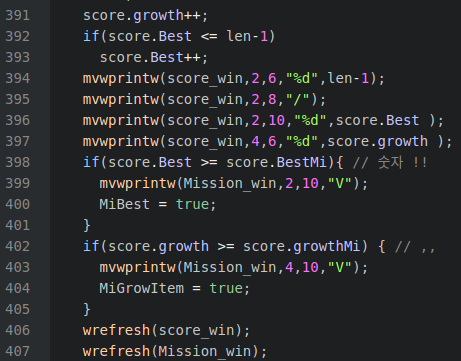 391 score.growth++;
392 if(score.Best <= len-1)
393 score.Best++;
394 mvwprintw(score_win,2,6,"%d",len-1);
395 mvwprintw(score_win,2,8,"/");
396 mvwprintw(score_win,2,10,"%d",score.Best );
397 mvwprintw(score_win,4,6,"%d",score.growth );
398 if(score.Best >= score.BestMi){ // 숫자 !!
399 mvwprintw(Mission_win,2,10,"V");
400 MiBest = true;
401 }
402 if(score.growth >= score.growthMi) { // ,,
403 mvwprintw(Mission_win,4,10,"V");
404 MiGrowItem = true;
405 }
406 wrefresh(score_win);
407 wrefresh(Mission_win);